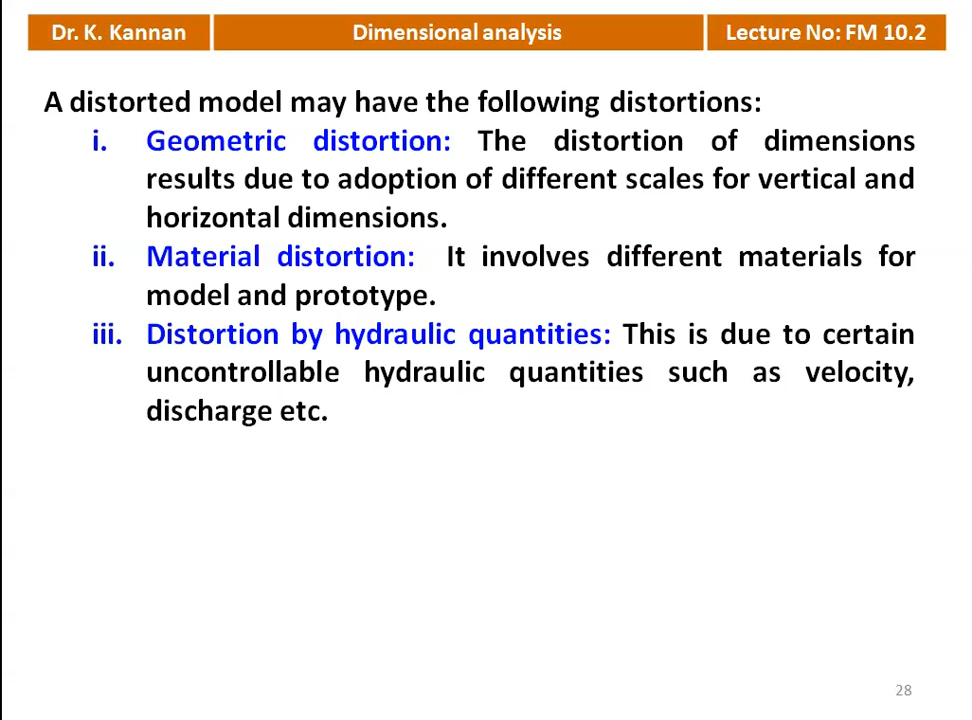 Dr. K. Kannan
Dimensional analysis
Lecture No: FM 10.2
A distorted model may have the following distortions:
i. Geometric distortion: The distortion of dimensions
results due to adoption of different scales for vertical and
horizontal dimensions.
ii. Material distortion: It involves different materials for
model and prototype.
iii. Distortion by hydraulic quantities: This is due to certain
uncontrollable hydraulic quantities such as velocity,
discharge etc.
28